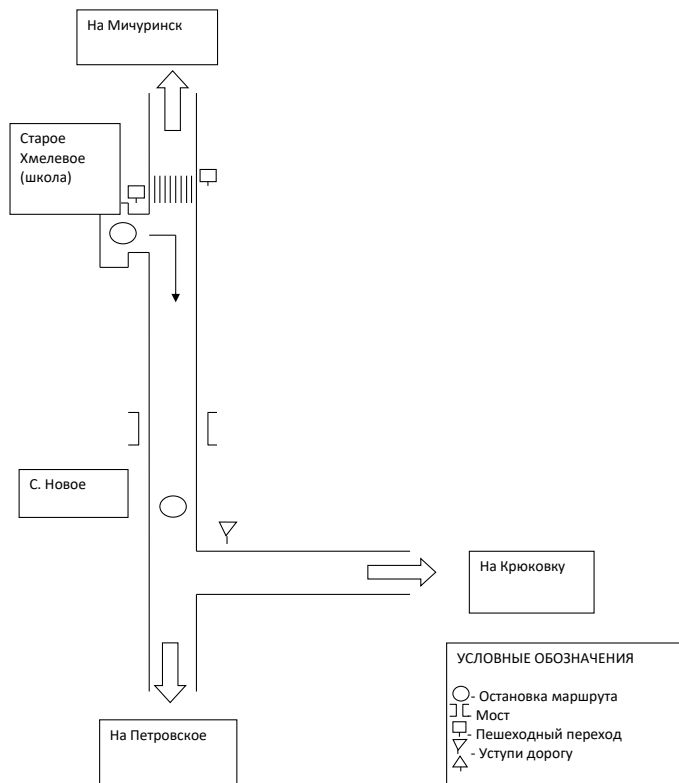 На Мичуринск
Старое
Хмелевое
(школа)
С. Новое
На Крюковку
УСЛОВНЫЕ ОБОЗНАЧЕНИЯ
- Остановка маршрута
- Мост
- Пешеходный переход
- Уступи дорогу
На Петровское